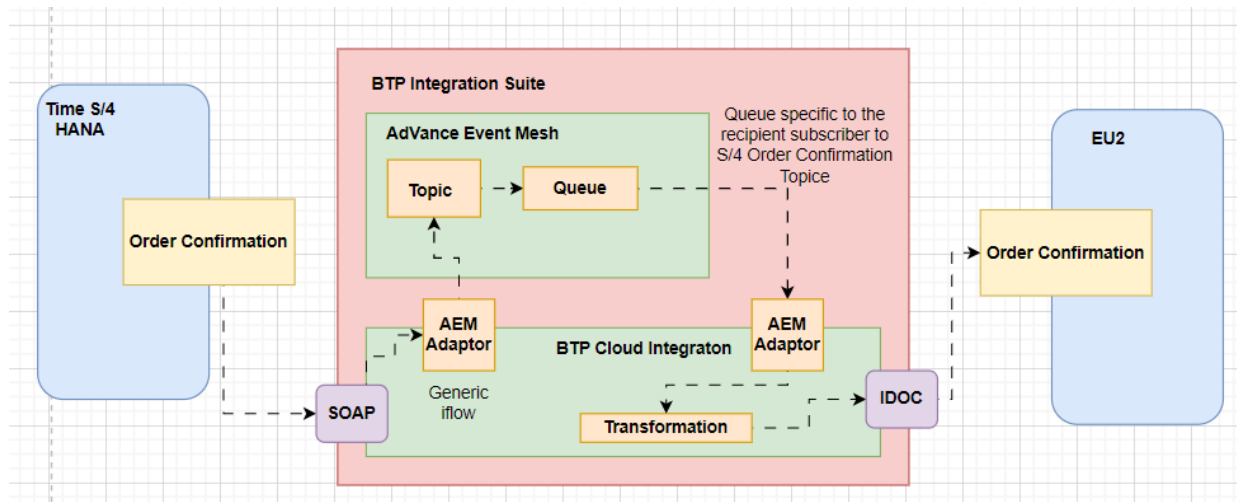 Time S/4
HANA
Order Confirmation
BTP Integration Suite
AdVance Event Mesh
Topic
Queue
Queue specific to the
recipient subscriber to
S/4 Order Confirmation
Topice
AEM
Adaptor
Generic
iflow
SOAP
BTP Cloud Integraton
AEM
Adaptor
Transformation
IDOC
EU2
Order Confirmation